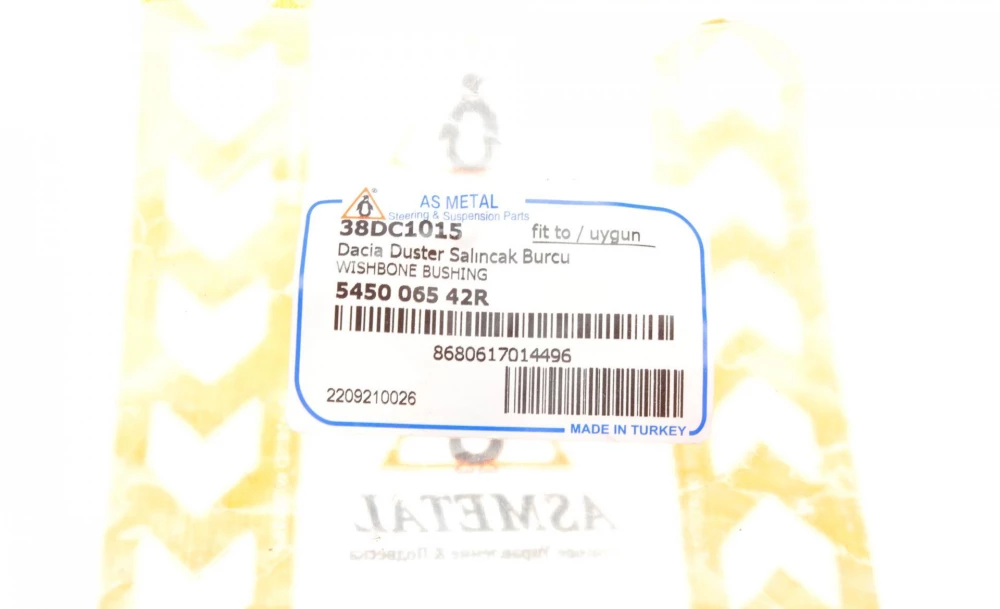 AS METAL
Steering & Suspension Parts
38DC1015 fit to / uygun
Dacia Duster Salıncak Burcu
WISHBONE BUSHING
5450 065 42R
8680617014496
2209210026
MADE IN TURKEY
ASMETAL